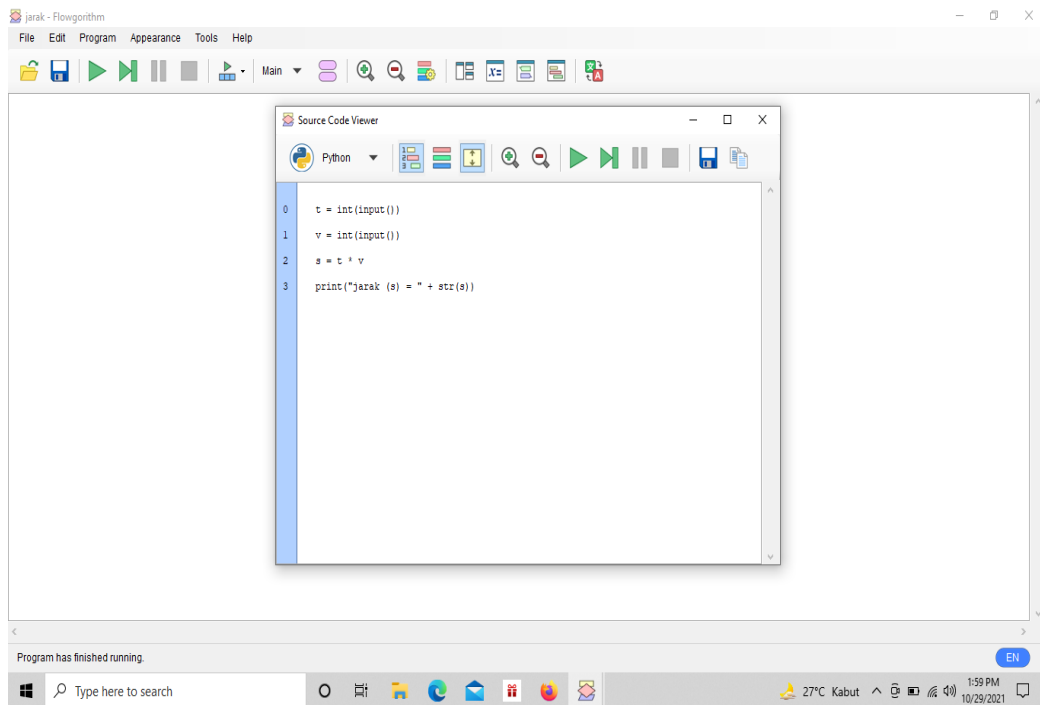 jarak - Flowgorithm
File Edit Program Appearance Tools Help
Main
Source Code Viewer
Python
0 t = int(input())
1 v = int(input())
2 s = t * v
3 print("jarak (s) = " + str(s))
Program has finished running.
EN
Type here to search
27°C Kabut
1:59 PM
10/29/2021